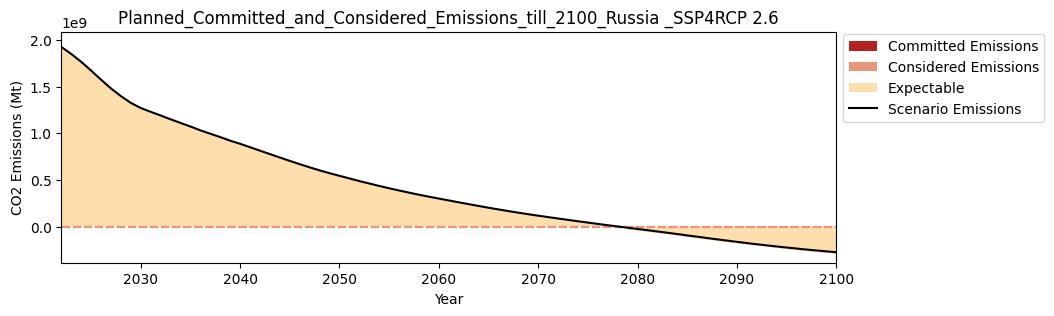 Planned_Committed_and_Considered_Emissions_till_2100_Russia _SSP4RCP 2.6
1e9
2.0
1.5
1.0
0.5
0.0
CO2 Emissions (Mt)
2030 2040 2050 2060 2070 2080 2090 2100
Year
Committed Emissions
Considered Emissions
Expectable
Scenario Emissions